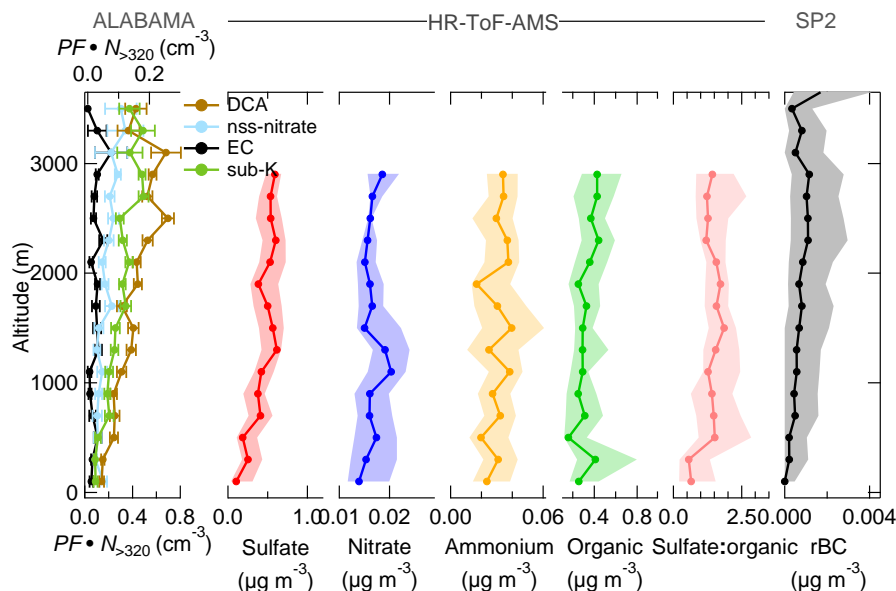 ALABAMA HR-ToF-AMS SP2
PF • N>320 (cm-3)
0.0 0.2
DCA
nss-nitrate
EC
sub-K
Altitude (m)
3000
2000
1000
0
0.0 0.4 0.8 0.00 1.0 0.01 0.02 0.00 0.06 0.0 0.4 0.8 0.0 2.5 0.000 0.004
PF • N>320 (cm-3)
Sulfate Nitrate Ammonium Organic Sulfate:organic rBC
(µg m-3) (µg m-3) (µg m-3) (µg m-3) (µg m-3)